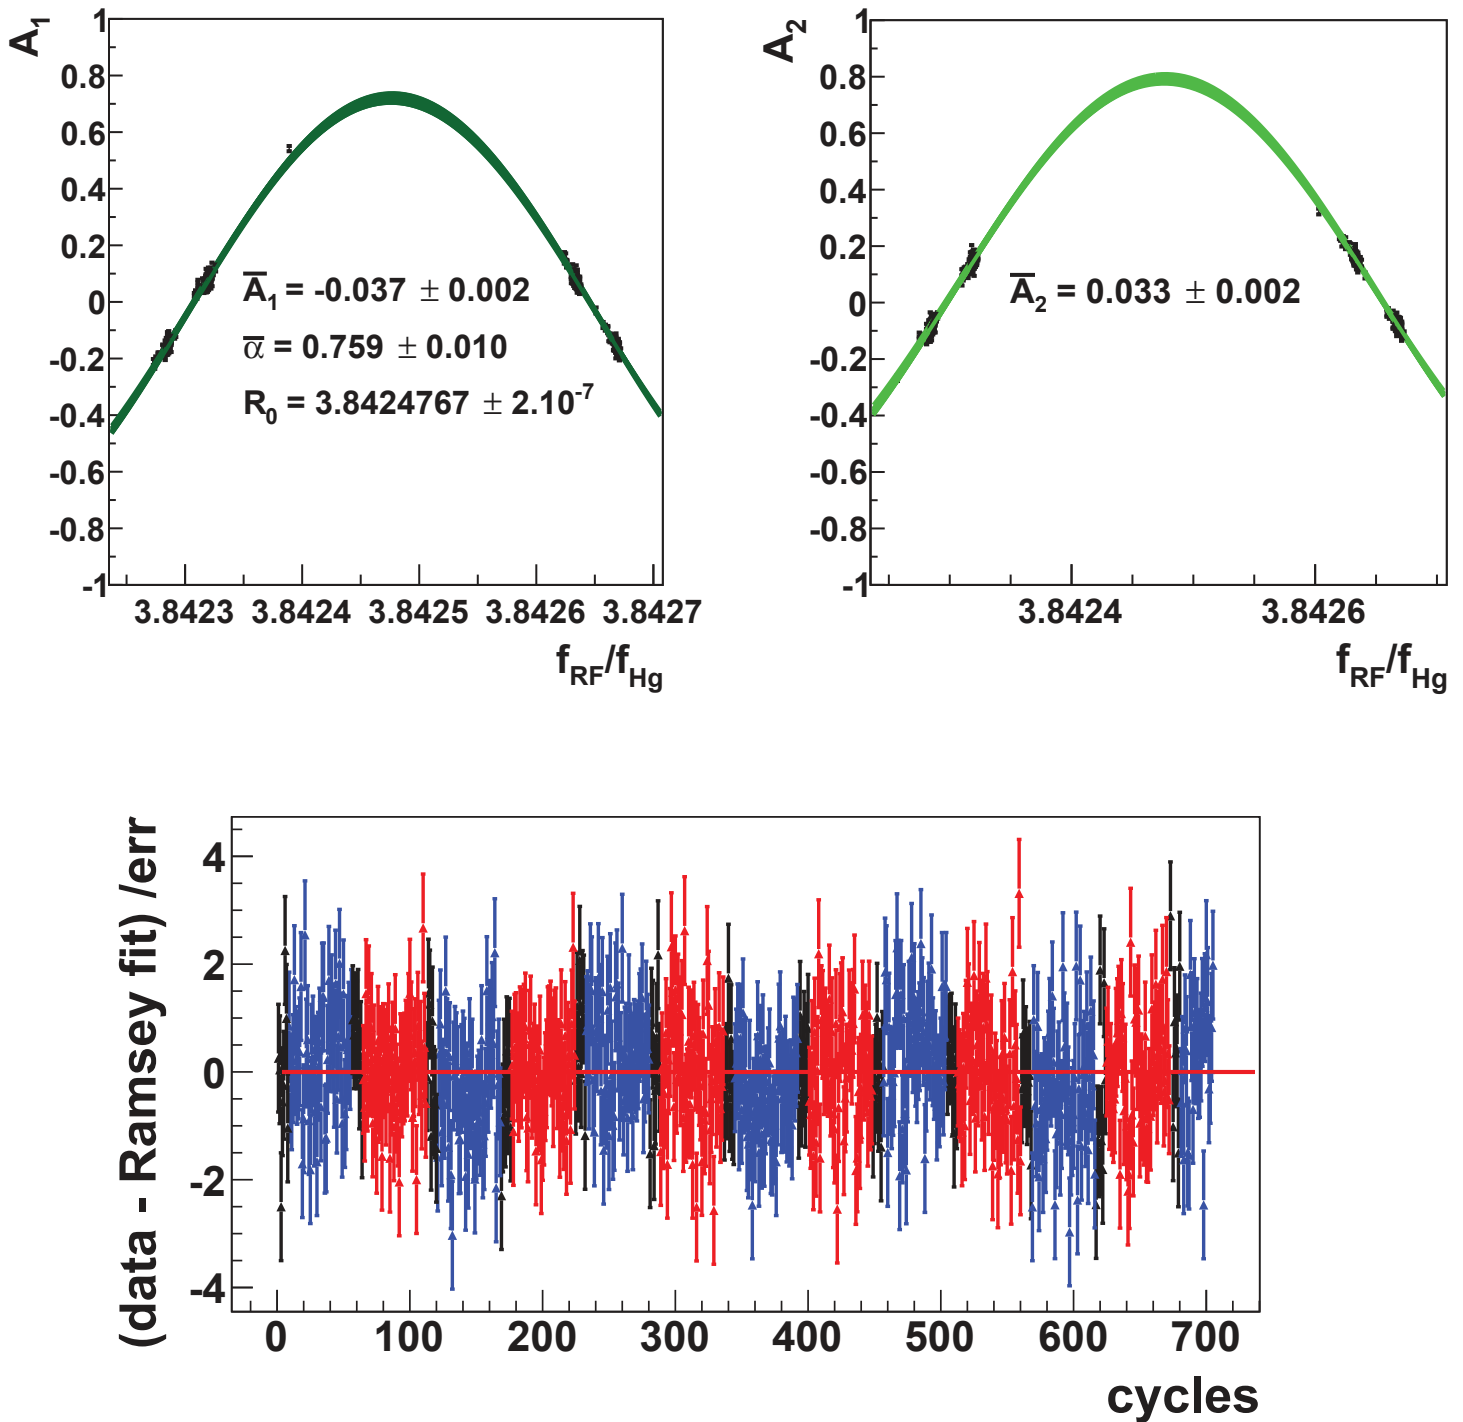 A1
1
0.8
0.6
0.4
0.2
0
-0.2
-0.4
-0.6
-0.8
-1
A̅1 = -0.037 ± 0.002
α̅ = 0.759 ± 0.010
R0 = 3.8424767 ± 2.10^-7
3.8423 3.8424 3.8425 3.8426 3.8427
fRF/fHg
A2
1
0.8
0.6
0.4
0.2
0
-0.2
-0.4
-0.6
-0.8
-1
A̅2 = 0.033 ± 0.002
3.8424 3.8426
fRF/fHg
(data - Ramsey fit) /err
4
2
0
-2
-4
0 100 200 300 400 500 600 700
cycles